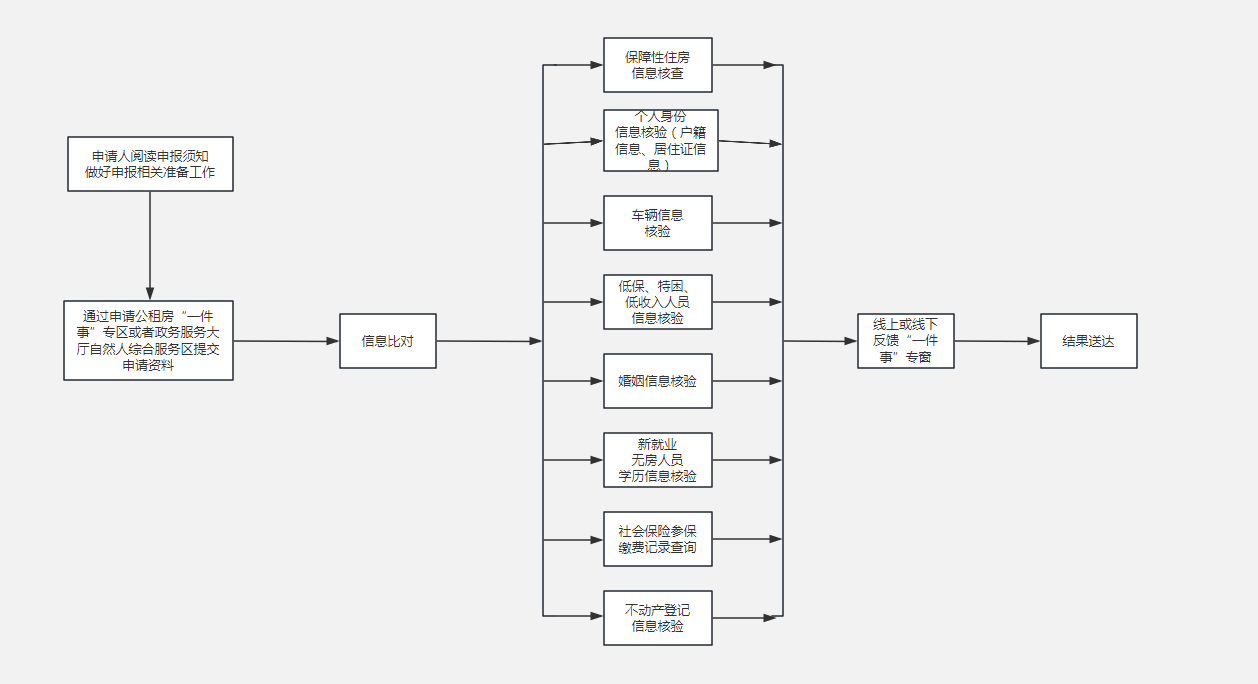 申请人阅读申报须知
做好申报相关准备工作
通过申请公租房“一件
事”专区或者政务服务大
厅自然人综合服务区提交
申请资料
信息比对
保障性住房
信息核查
个人身份
信息核验（户籍
信息、居住证信
息）
车辆信息
核验
低保、特困、
低收入人员
信息核验
婚姻信息核验
新就业
无房人员
学历信息核验
社会保险参保
缴费记录查询
不动产登记
信息核验
线上或线下
反馈“一件
事”专窗
结果送达